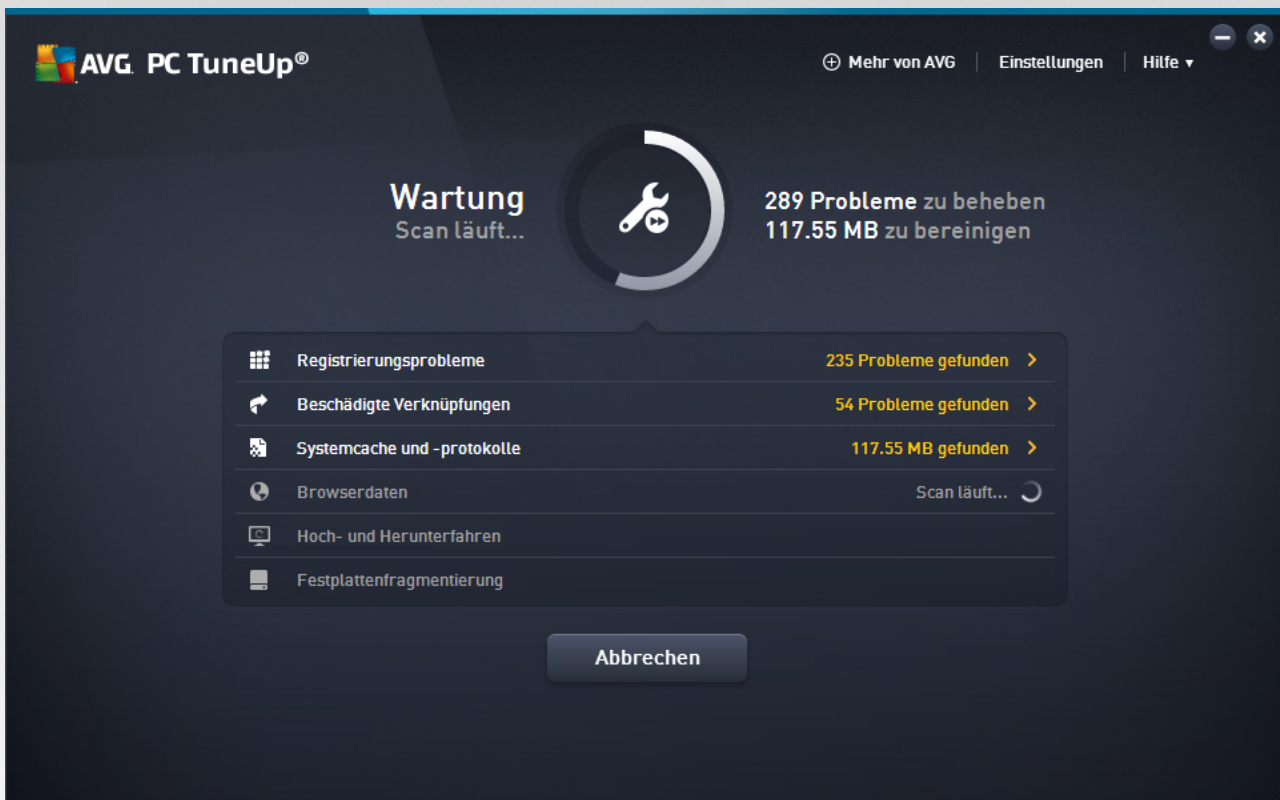 AVG. PC TuneUp®
Mehr von AVG
Einstellungen
Hilfe
Wartung
Scan läuft...
289 Probleme zu beheben
117.55 MB zu bereinigen
Registrierungsprobleme
235 Probleme gefunden
Beschädigte Verknüpfungen
54 Probleme gefunden
Systemcache und -protokolle
117.55 MB gefunden
Browserdaten
Scan läuft...
Hoch- und Herunterfahren
Festplattenfragmentierung
Abbrechen